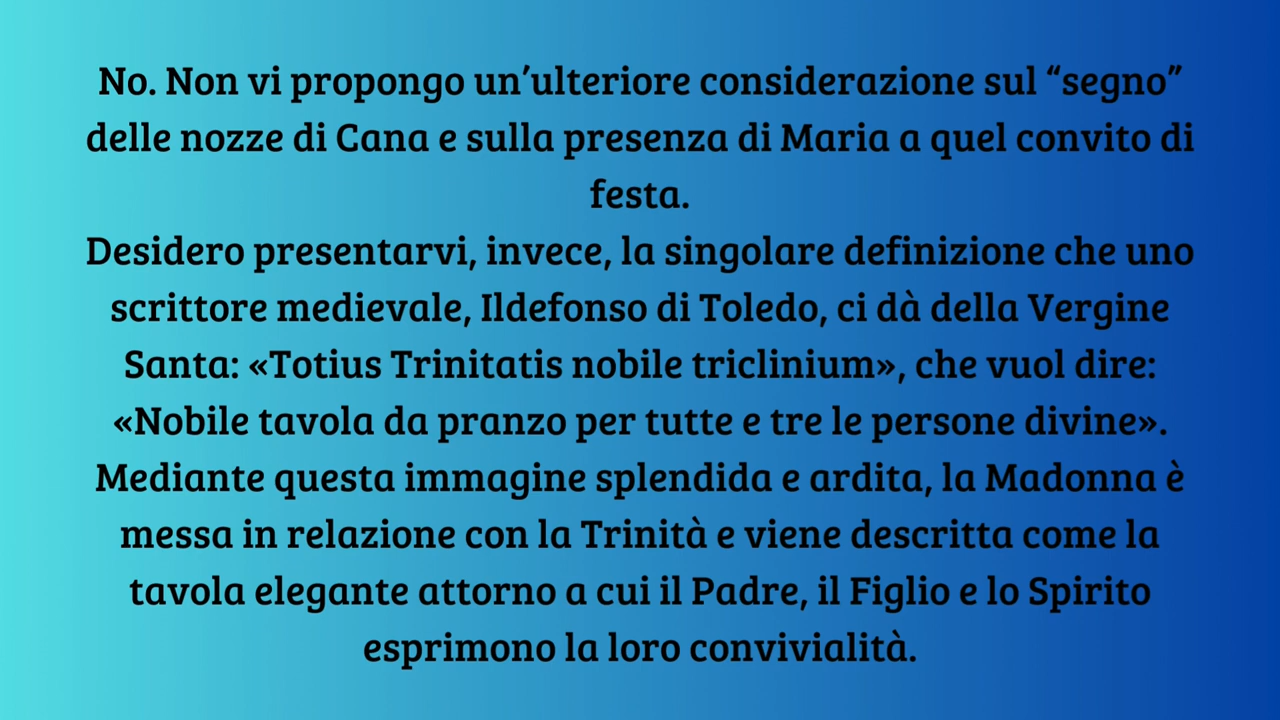 No. Non vi propongo un’ulteriore considerazione sul “segno”
delle nozze di Cana e sulla presenza di Maria a quel convito di
festa.
Desidero presentarvi, invece, la singolare definizione che uno
scrittore medievale, Ildefonso di Toledo, ci dà della Vergine
Santa: «Totius Trinitatis nobile triclinium», che vuol dire:
«Nobile tavola da pranzo per tutte e tre le persone divine».
Mediante questa immagine splendida e ardita, la Madonna è
messa in relazione con la Trinità e viene descritta come la
tavola elegante attorno a cui il Padre, il Figlio e lo Spirito
esprimono la loro convivialità.